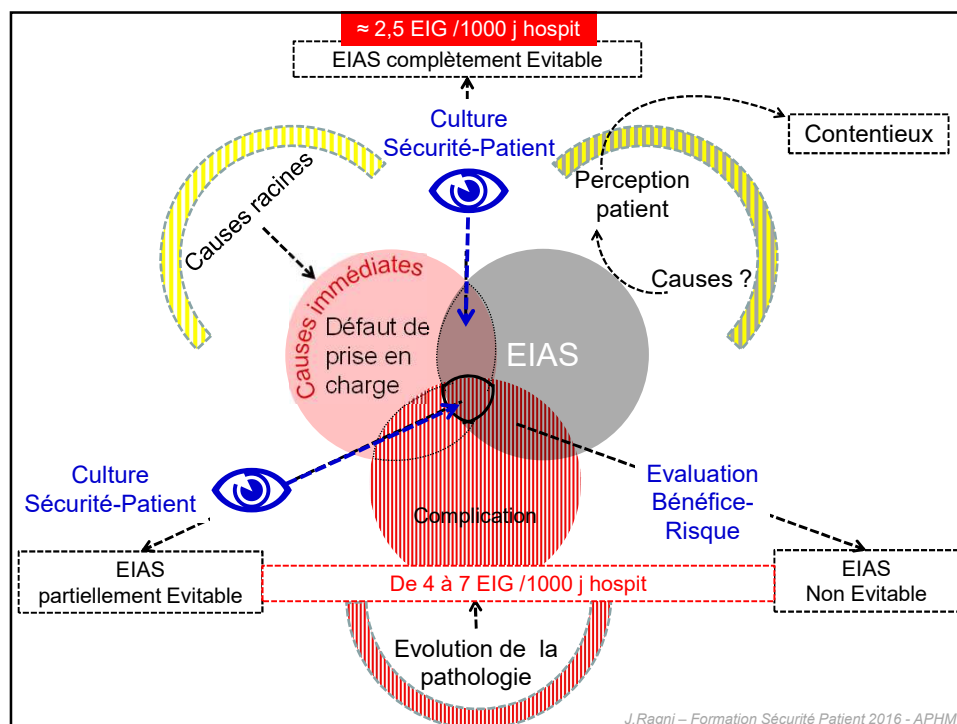 ≈ 2,5 EIG /1000 j hospit
EIAS complètement Evitable
Culture
Sécurité-Patient
Contentieux
Causes racines
Perception
patient
Causes ?
Causes immédiates
Défaut de
prise en
charge
EIAS
Culture
Sécurité-Patient
Evaluation
Bénéfice-
Risque
Complication
EIAS
partiellement Evitable
De 4 à 7 EIG /1000 j hospit
EIAS
Non Evitable
Evolution de la
pathologie
J.Ragni – Formation Sécurité Patient 2016 - APHM